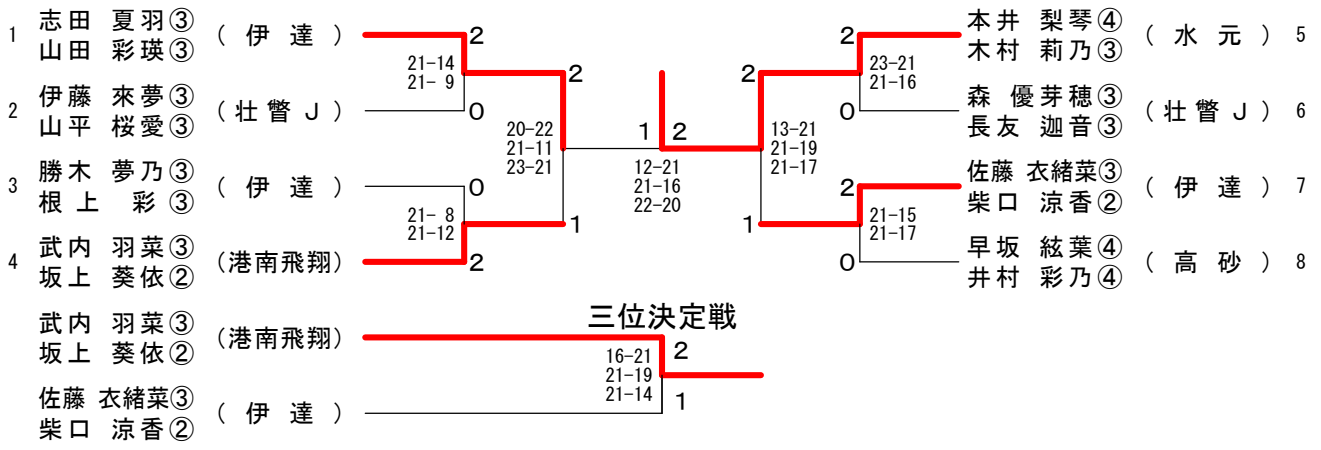 1 志田 夏羽③ ( 伊 達 ) 2
山田 彩瑛③
21-14
21- 9
2
2 伊藤 來夢③ (壮瞥J) 0
山平 桜愛③
20-22
21-11
23-21
3 勝木 夢乃③ ( 伊 達 ) 0
根上 彩③
21- 8
21-12
1
4 武内 羽菜③ (港南飛翔) 2
坂上 葵依②
1 2
12-21
21-16
22-20
2 本井 梨琴④ ( 水 元 ) 5
木村 莉乃③
23-21
21-16
2
0 森 優芽穂③ (壮瞥J) 6
長友 迦音③
13-21
21-19
21-17
2 佐藤 衣緒菜③ ( 伊 達 ) 7
柴口 涼香②
21-15
21-17
1
0 早坂 絃葉④ ( 高 砂 ) 8
井村 彩乃④
三位決定戦
武内 羽菜③ (港南飛翔) 2
坂上 葵依②
16-21
21-19
21-14
佐藤 衣緒菜③ ( 伊 達 ) 1
柴口 涼香②